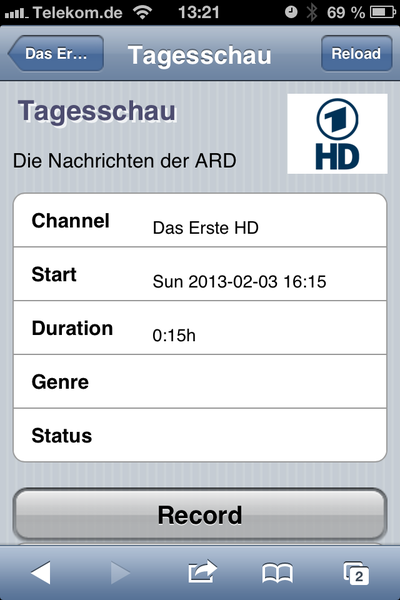 Telekom.de 13:21 69 %
Das Er... Tagesschau Reload
Tagesschau
1
HD
Die Nachrichten der ARD
Channel Das Erste HD
Start Sun 2013-02-03 16:15
Duration 0:15h
Genre
Status
Record
2